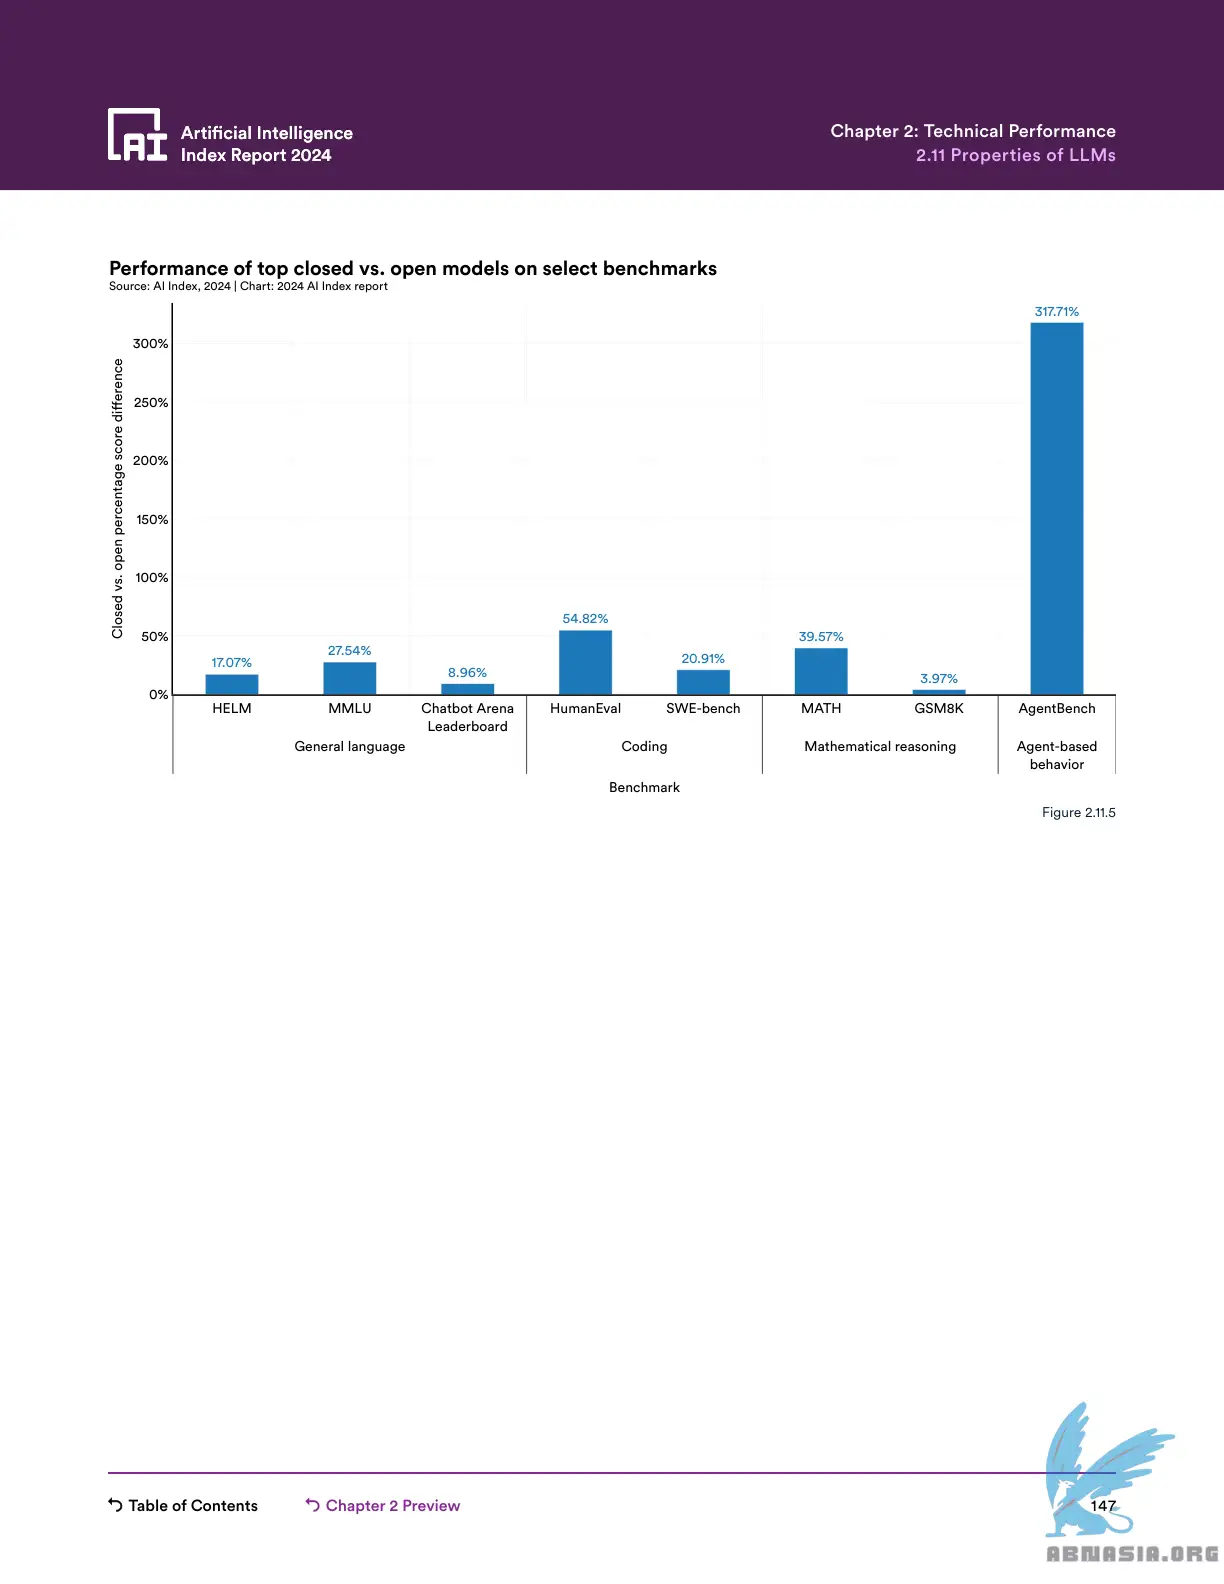 AI
Artificial Intelligence
Index Report 2024
Chapter 2: Technical Performance
2.11 Properties of LLMs
Performance of top closed vs. open models on select benchmarks
Source: AI Index, 2024 | Chart: 2024 AI Index report
Closed vs. open percentage score difference
300%
250%
200%
150%
100%
50%
0%
17.07%
27.54%
8.96%
54.82%
20.91%
39.57%
3.97%
317.71%
HELM
MMLU
Chatbot Arena
Leaderboard
HumanEval
SWE-bench
MATH
GSM8K
AgentBench
General language
Coding
Mathematical reasoning
Agent-based
behavior
Benchmark
Figure 2.11.5
Table of Contents
Chapter 2 Preview
147
ABNASIA.ORG